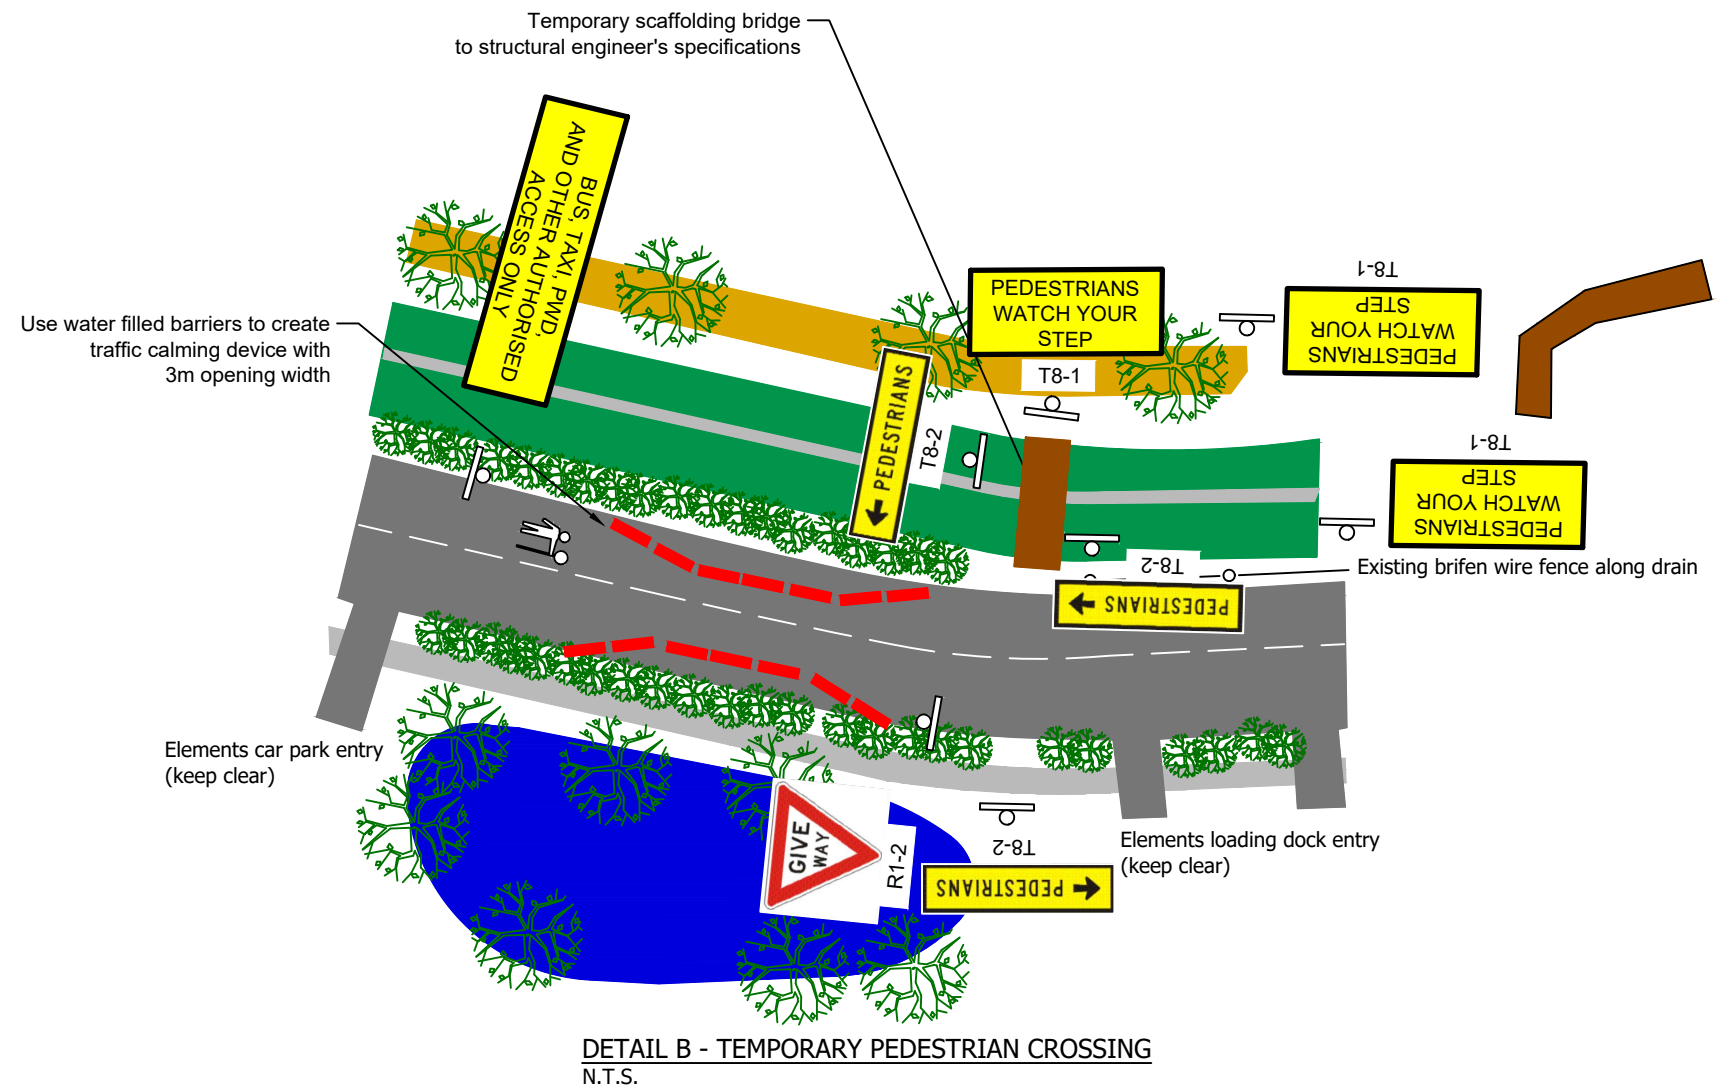 Temporary scaffolding bridge
to structural engineer's specifications
BUS, TAXI, PWD,
AND OTHER AUTHORISED
ACCESS ONLY
Use water filled barriers to create
traffic calming device with
3m opening width
PEDESTRIANS
WATCH YOUR
STEP
T8-1
T8-1
PEDESTRIANS
WATCH YOUR
STEP
PEDESTRIANS
T8-2
T8-1
PEDESTRIANS
WATCH YOUR
STEP
T8-2
PEDESTRIANS
Existing brifen wire fence along drain
Elements car park entry
(keep clear)
GIVE
WAY
R1-2
T8-2
PEDESTRIANS
Elements loading dock entry
(keep clear)
DETAIL B - TEMPORARY PEDESTRIAN CROSSING
N.T.S.